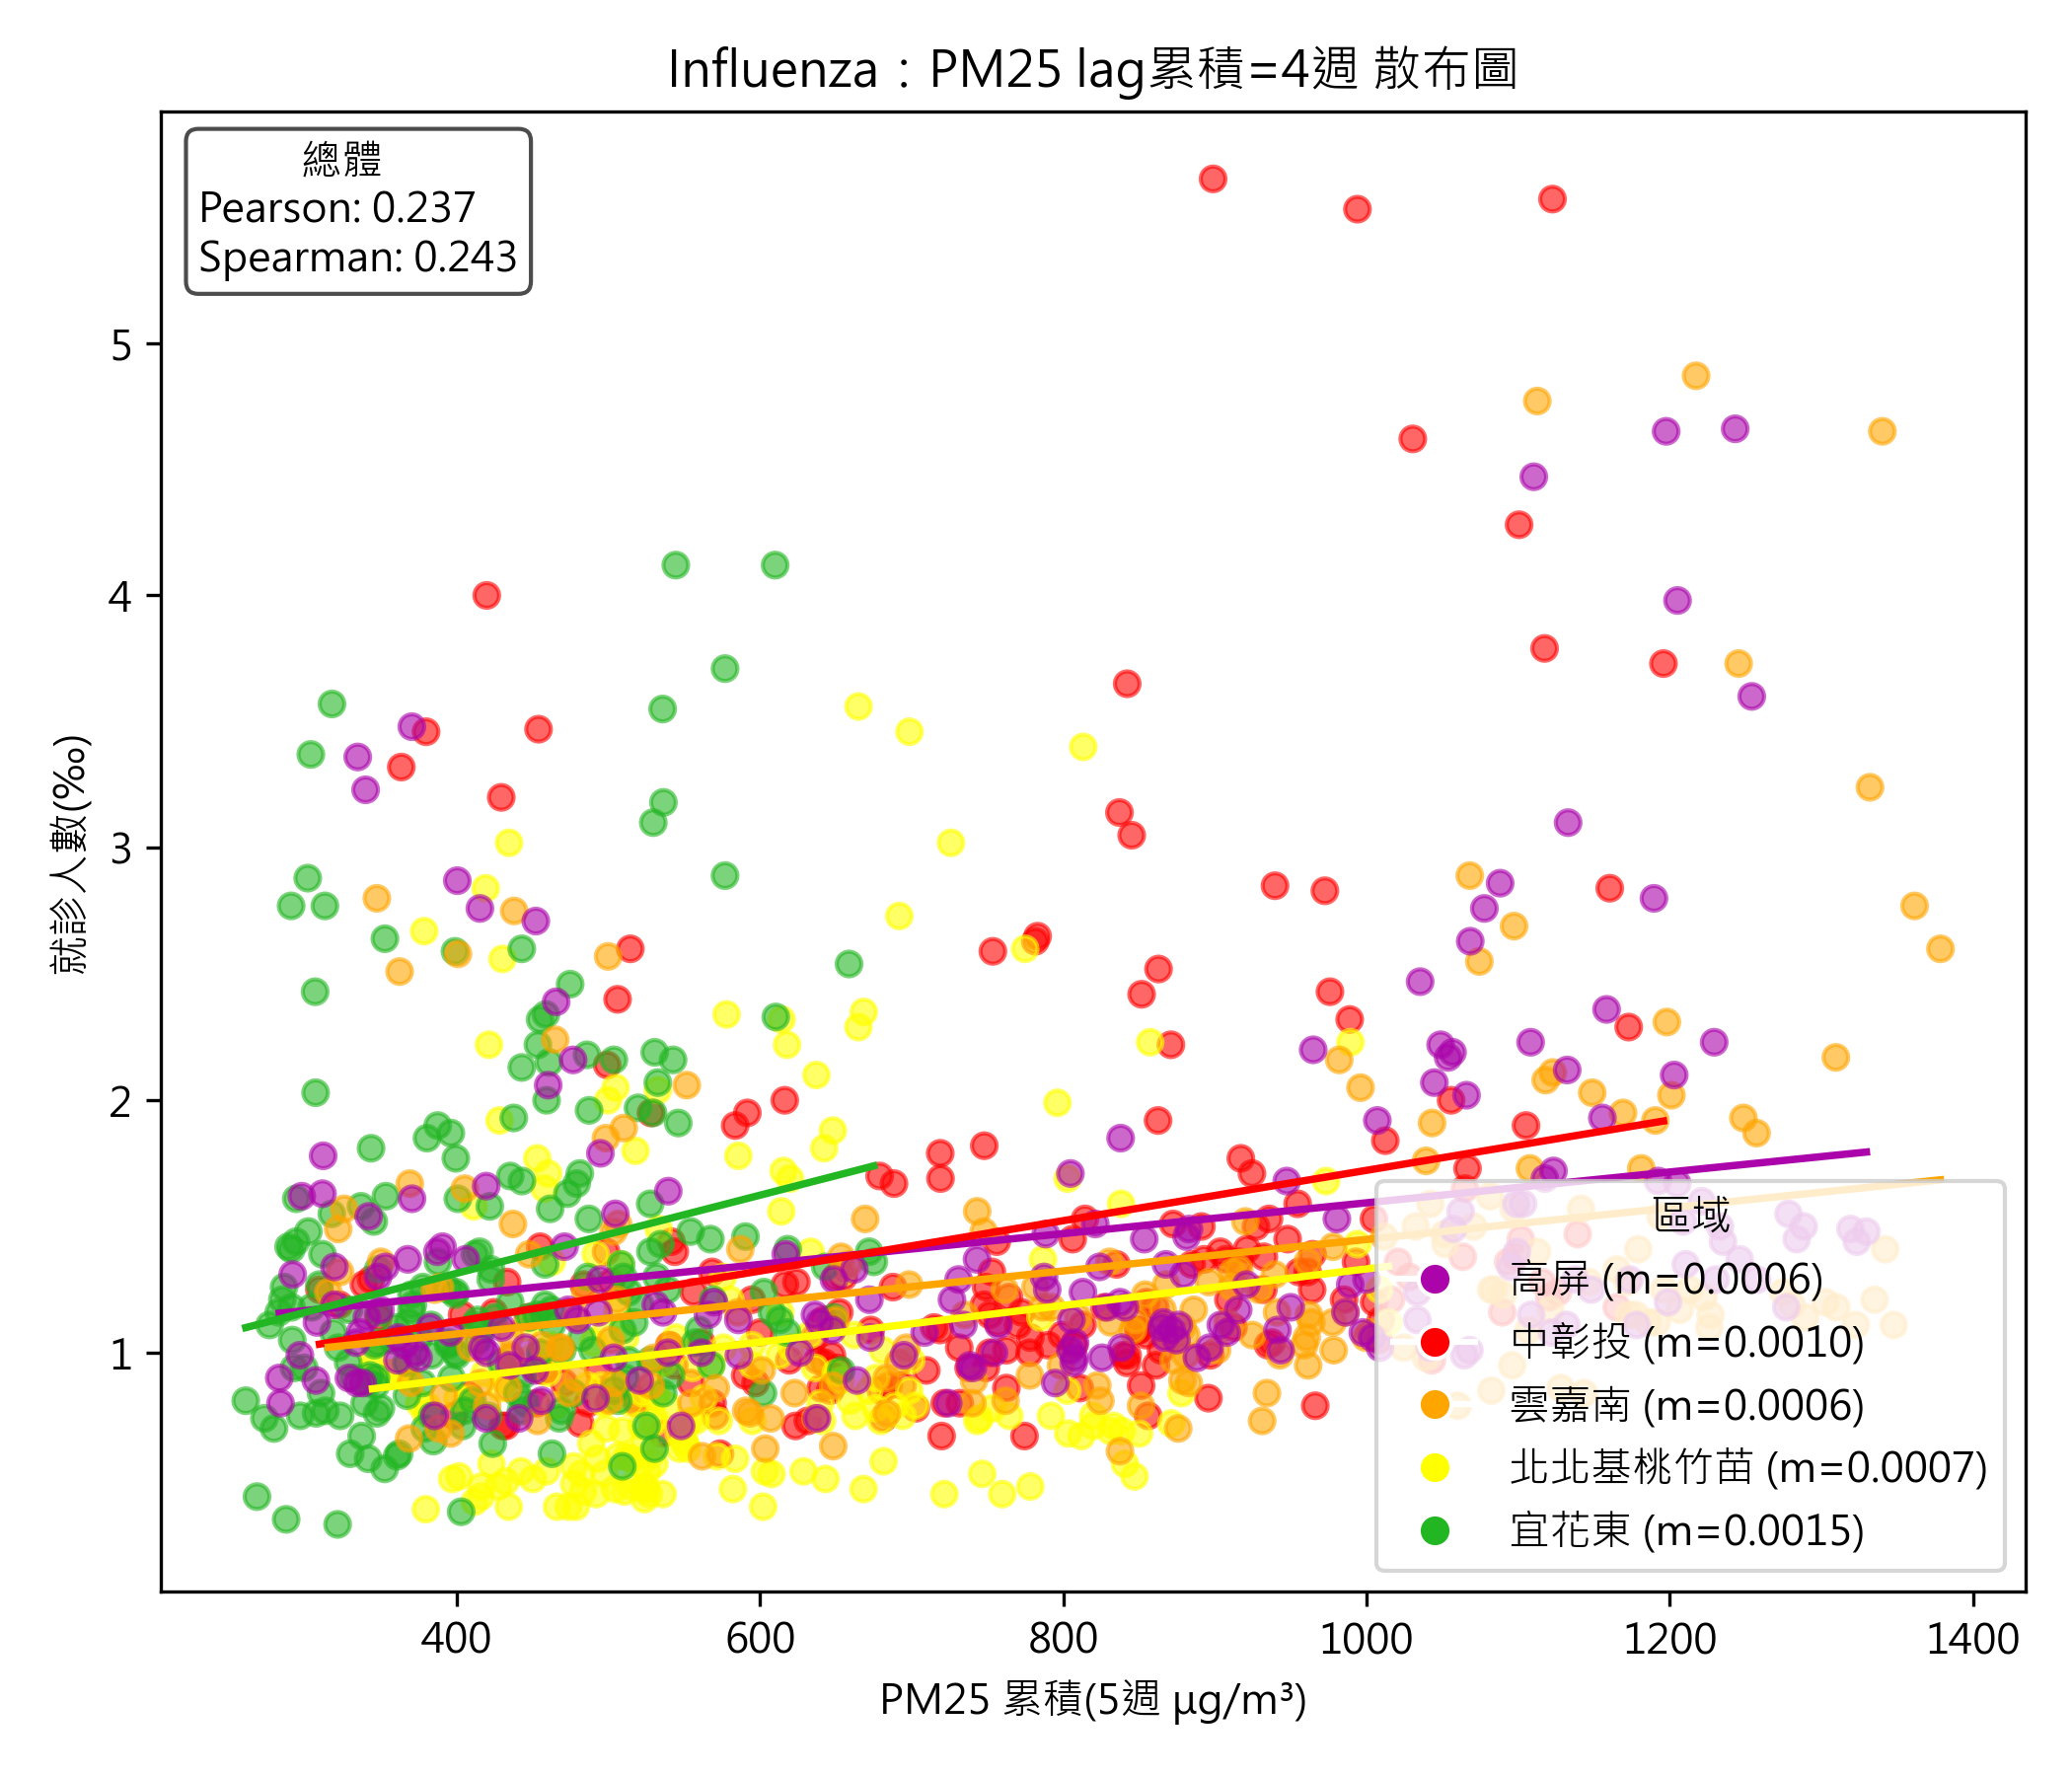 Influenza：PM25 lag累積=4週 散布圖
總體
Pearson: 0.237
Spearman: 0.243
就診人數(‰)
5
4
3
2
1
區域
高屏 (m=0.0006)
中彰投 (m=0.0010)
雲嘉南 (m=0.0006)
北北基桃竹苗 (m=0.0007)
宜花東 (m=0.0015)
400 600 800 1000 1200 1400
PM25 累積(5週 μg/m³)